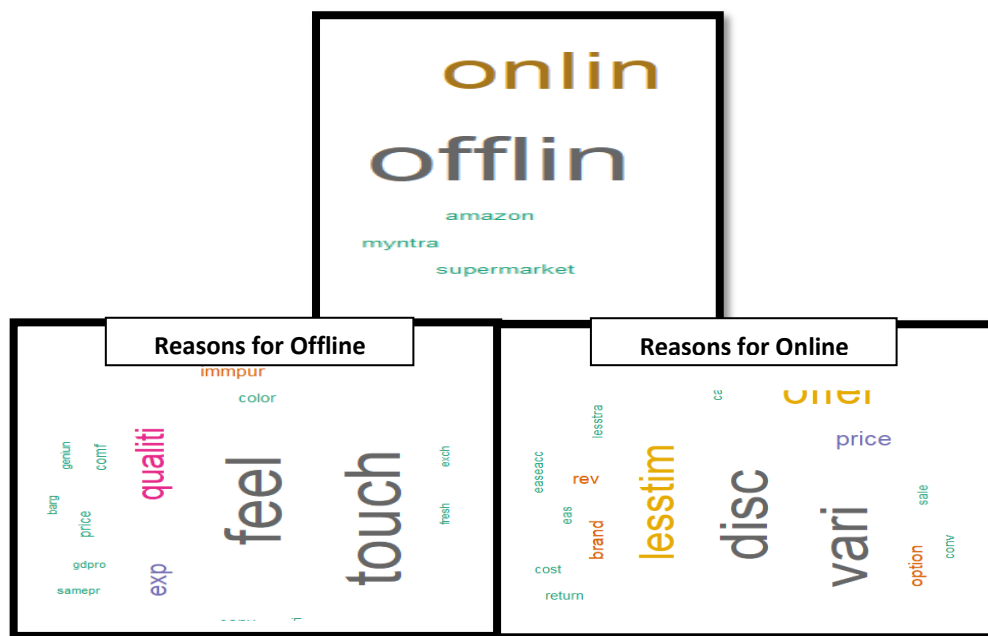 onlin
offlin
amazon
myntra
supermarket
Reasons for Offline
immpur
color
geniun
comf
qualiti
feel
touch
exch
barg
price
fresh
gdpro
samepr
exp
Reasons for Online
offer
price
lesstra
easeacc
rev
lesstim
disc
vari
sale
eas
brand
option
conv
cost
return